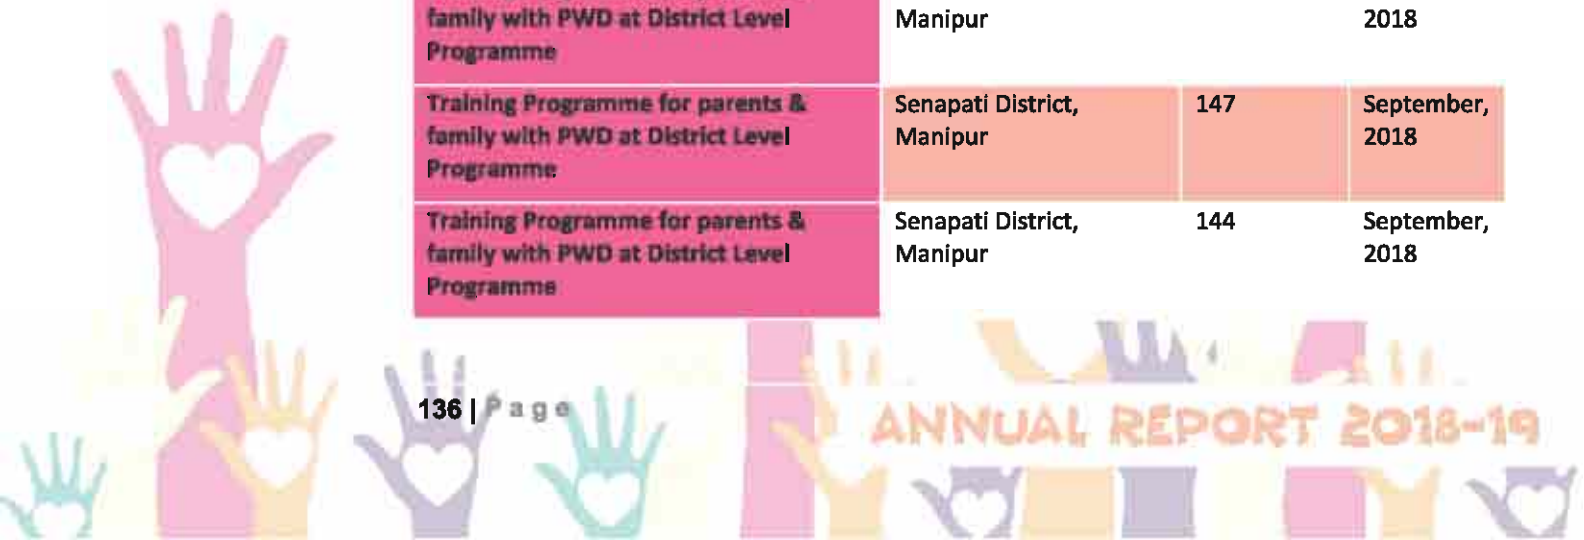 family with PWD at District Level Manipur 2018
Programme
Training Programme for parents & Senapati District, 147 September,
family with PWD at District Level Manipur 2018
Programme
Training Programme for parents & Senapati District, 144 September,
family with PWD at District Level Manipur 2018
Programme
136 | Page
ANNUAL REPORT 2018-19